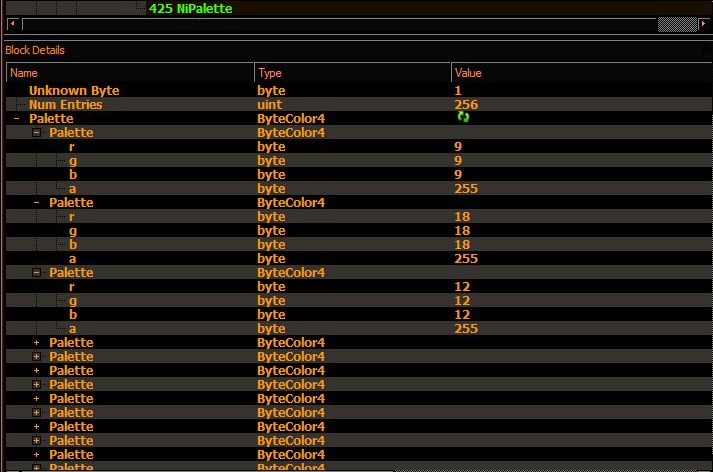 425 NiPalette
Block Details
Name Type Value
Unknown Byte byte 1
Num Entries uint 256
Palette ByteColor4
Palette ByteColor4
r byte 9
g byte 9
b byte 9
a byte 255
Palette ByteColor4
r byte 18
g byte 18
b byte 18
a byte 255
Palette ByteColor4
r byte 12
g byte 12
b byte 12
a byte 255
Palette ByteColor4
Palette ByteColor4
Palette ByteColor4
Palette ByteColor4
Palette ByteColor4
Palette ByteColor4
Palette ByteColor4
Palette ByteColor4
Palette ByteColor4
Palette ByteColor4